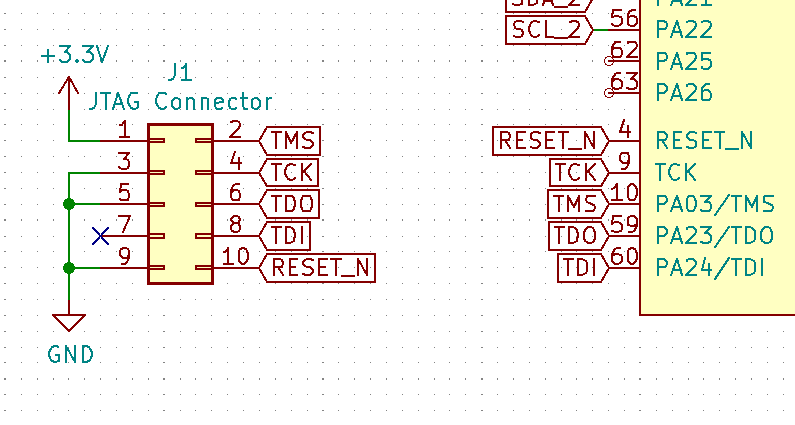 SDA_2
PA21
SCL_2 56 PA22
62 PA25
63 PA26
+3.3V
J1
JTAG Connector
1 2 TMS
3 4 TCK
5 6 TDO
7 8 TDI
9 10 RESET_N
GND
RESET_N 4 RESET_N
TCK 9 TCK
TMS 10 PA03/TMS
TDO 59 PA23/TDO
TDI 60 PA24/TDI